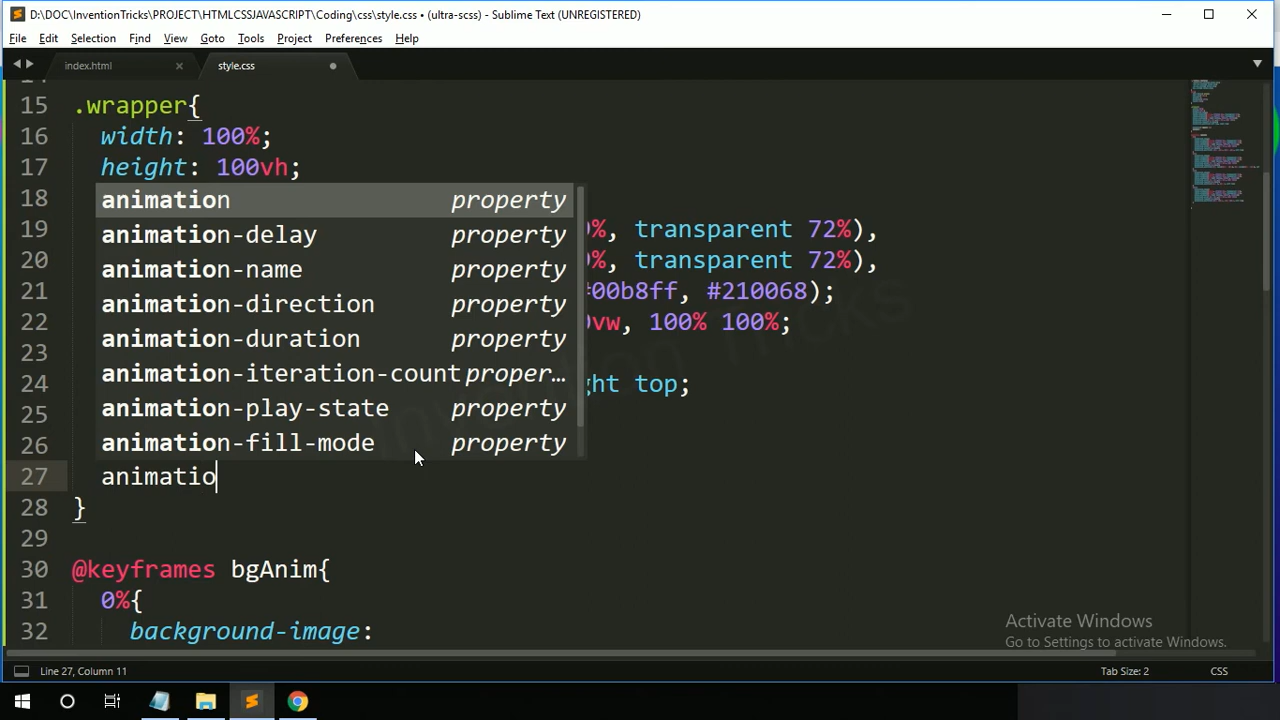 D:\DOC\InventionTricks\PROJECT\HTMLCSSJAVASCRIPT\Coding\css\style.css • (ultra-scss) - Sublime Text (UNREGISTERED)
File Edit Selection Find View Goto Tools Project Preferences Help
index.html style.css
14
15 .wrapper{
16 width: 100%;
17 height: 100vh;
18 animation property
19 animation-delay property %, transparent 72%),
20 animation-name property %, transparent 72%),
21 animation-direction property #00b8ff, #210068);
22 animation-duration property vw, 100% 100%;
23 animation-iteration-count proper…
24 animation-play-state property ght top;
25 animation-fill-mode property
26
27 animatio
28 }
29
30 @keyframes bgAnim{
31 0%{
32 background-image:
Invention Tricks
Activate Windows
Go to Settings to activate Windows.
Line 27, Column 11 Tab Size: 2 CSS